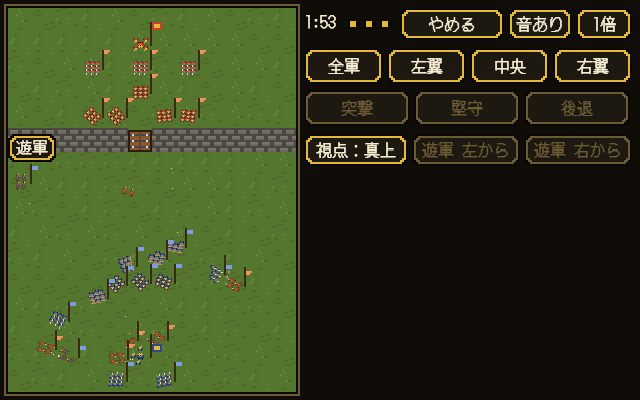 1:53 やめる 音あり 1倍
全軍 左翼 中央 右翼
突撃 堅守 後退
遊軍
視点：真上 遊軍 左から 遊軍 右から